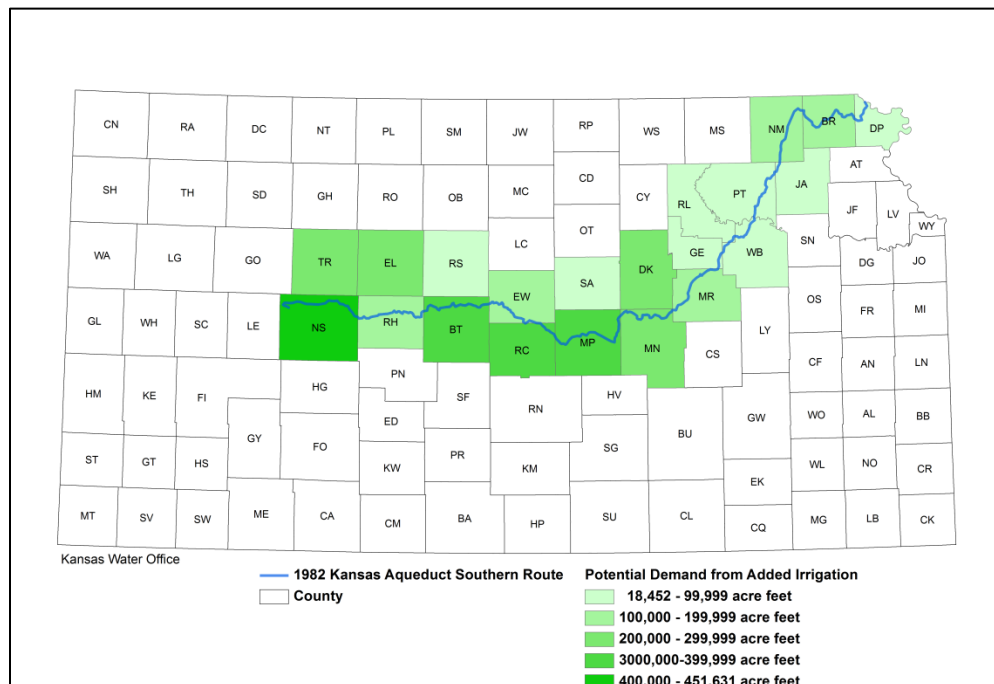 CN RA DC NT PL SM JW RP WS MS NM BR DP
SH TH SD GH RO OB MC CD CY RL PT JA AT
JF LV WY
WA LG GO TR EL RS LC OT DK GE WB SN DG JO
EW SA MR
GL WH SC LE NS RH BT RC MP MN CS LY OS FR MI
HM KE FI HG PN SF RN HV CF AN LN
GY ED BU GW WO AL BB
ST GT HS FO KW PR KM SG EK WL NO CR
MT SV SW ME CA CM BA HP SU CL CQ MG LB CK
Kansas Water Office
1982 Kansas Aqueduct Southern Route
County
Potential Demand from Added Irrigation
18,452 - 99,999 acre feet
100,000 - 199,999 acre feet
200,000 - 299,999 acre feet
3000,000-399,999 acre feet
400,000 - 451,631 acre feet